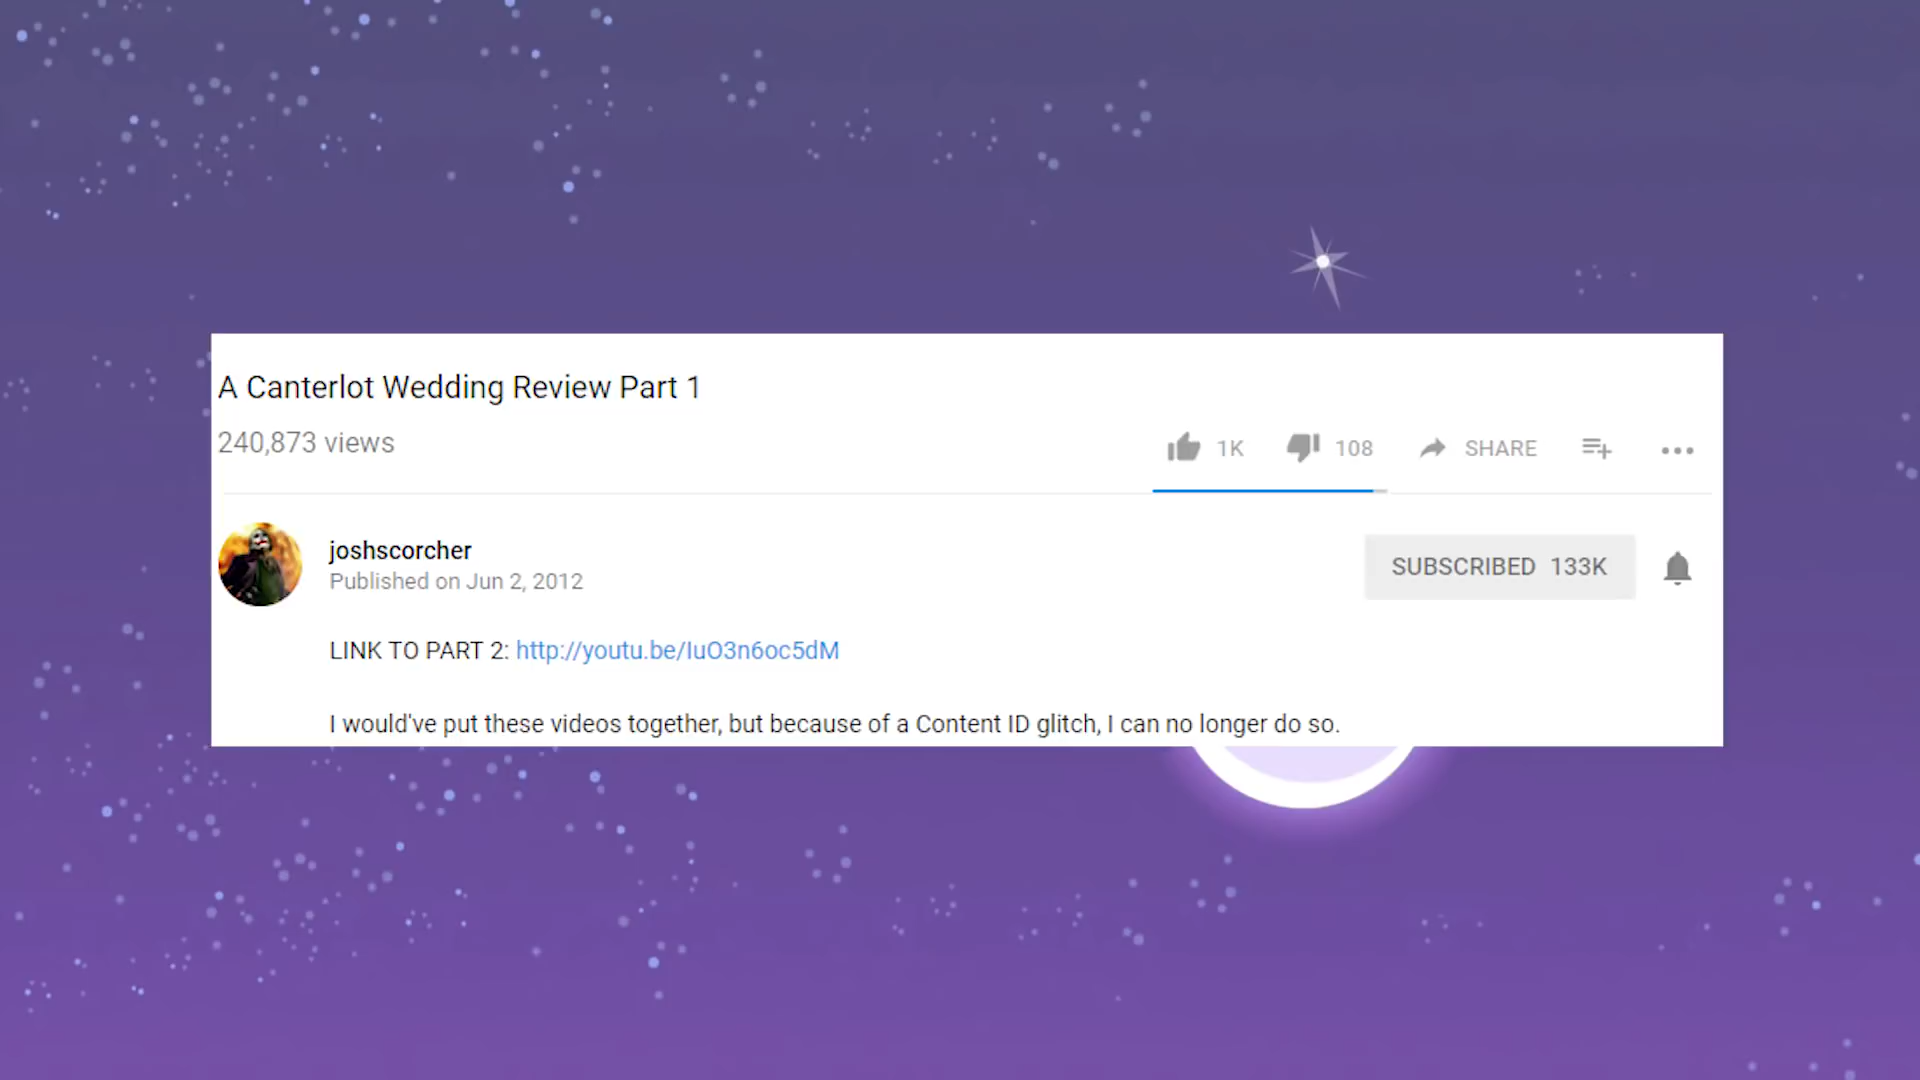 A Canterlot Wedding Review Part 1
240,873 views
1K 108 SHARE
joshscorcher
Published on Jun 2, 2012
SUBSCRIBED 133K
LINK TO PART 2: http://youtu.be/IuO3n6oc5dM
I would've put these videos together, but because of a Content ID glitch, I can no longer do so.